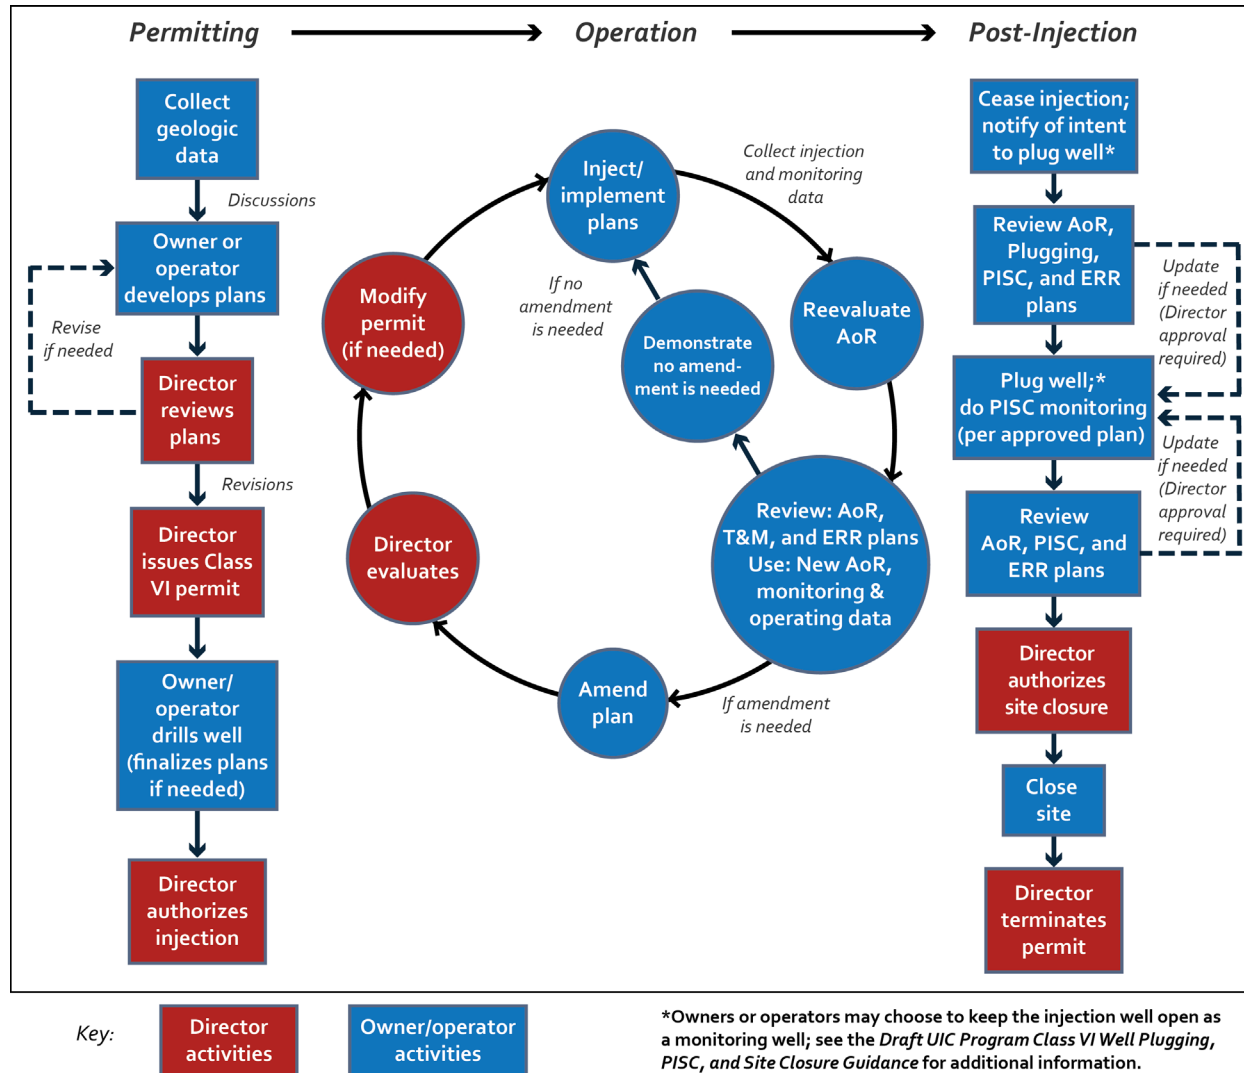 Permitting
Operation
Post-Injection
Collect
geologic
data
Discussions
Owner or
operator
develops plans
Revise
if needed
Director
reviews
plans
Revisions
Director
issues Class
VI permit
Owner/
operator
drills well
(finalizes plans
if needed)
Director
authorizes
injection
Inject/
implement
plans
Collect injection
and monitoring
data
Reevaluate
AoR
If no
amendment
is needed
Demonstrate
no amend-
ment is needed
Review: AoR,
T&M, and ERR plans
Use: New AoR,
monitoring &
operating data
If amendment
is needed
Amend
plan
Director
evaluates
Modify
permit
(if needed)
Cease injection;
notify of intent
to plug well*
Review AoR,
Plugging,
PISC, and ERR
plans
Update
if needed
(Director
approval
required)
Plug well;*
do PISC monitoring
(per approved plan)
Update
if needed
(Director
approval
required)
Review
AoR, PISC, and
ERR plans
Director
authorizes
site closure
Close
site
Director
terminates
permit
Key:
Director
activities
Owner/operator
activities
*Owners or operators may choose to keep the injection well open as
a monitoring well; see the Draft UIC Program Class VI Well Plugging,
PISC, and Site Closure Guidance for additional information.